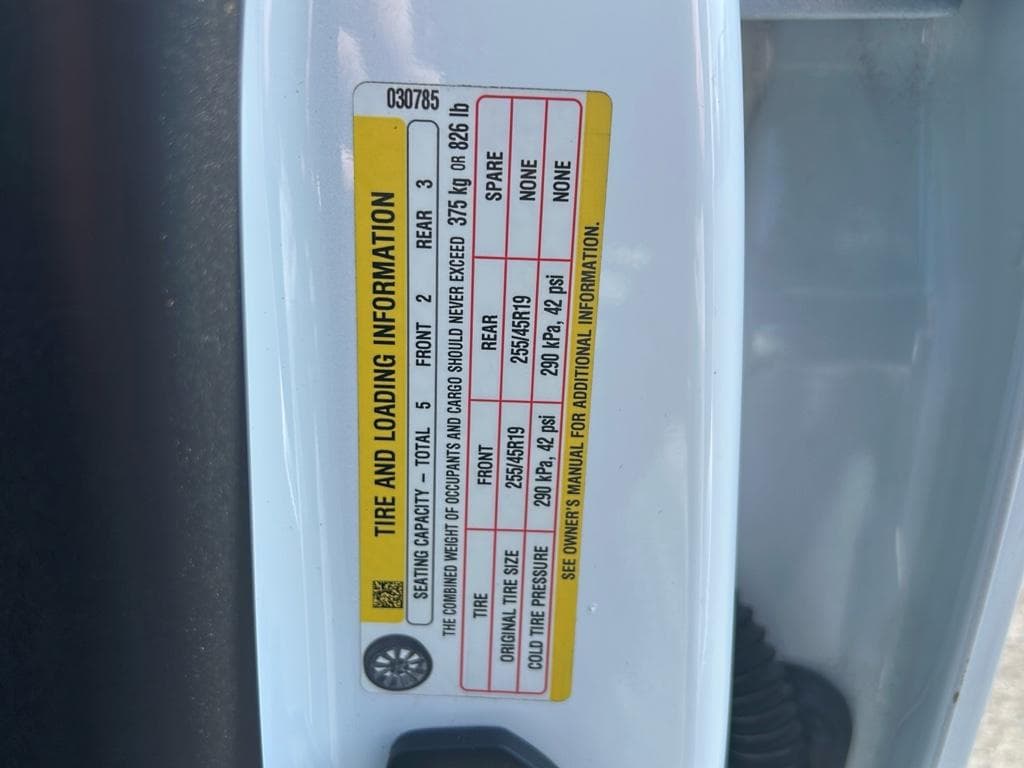 030785
TIRE AND LOADING INFORMATION
SEATING CAPACITY – TOTAL 5 FRONT 2 REAR 3
THE COMBINED WEIGHT OF OCCUPANTS AND CARGO SHOULD NEVER EXCEED 375 kg OR 826 lb
TIRE FRONT REAR SPARE
ORIGINAL TIRE SIZE 255/45R19 255/45R19 NONE
COLD TIRE PRESSURE 290 kPa, 42 psi 290 kPa, 42 psi NONE
SEE OWNER'S MANUAL FOR ADDITIONAL INFORMATION.